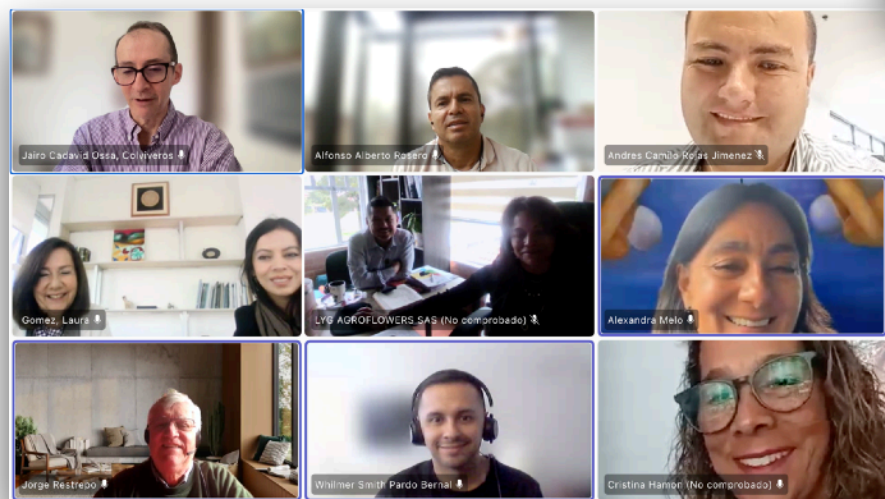 Jairo Cadavid Ossa, Colviveros
Alfonso Alberto Rosero
Andres Camilo Rojas Jimenez
Gomez, Laura
LYG AGROFLOWERS SAS (No comprobado)
Alexandra Melo
Jorge Restrepo
Whilmer Smith Pardo Bernal
Cristina Hamon (No comprobado)